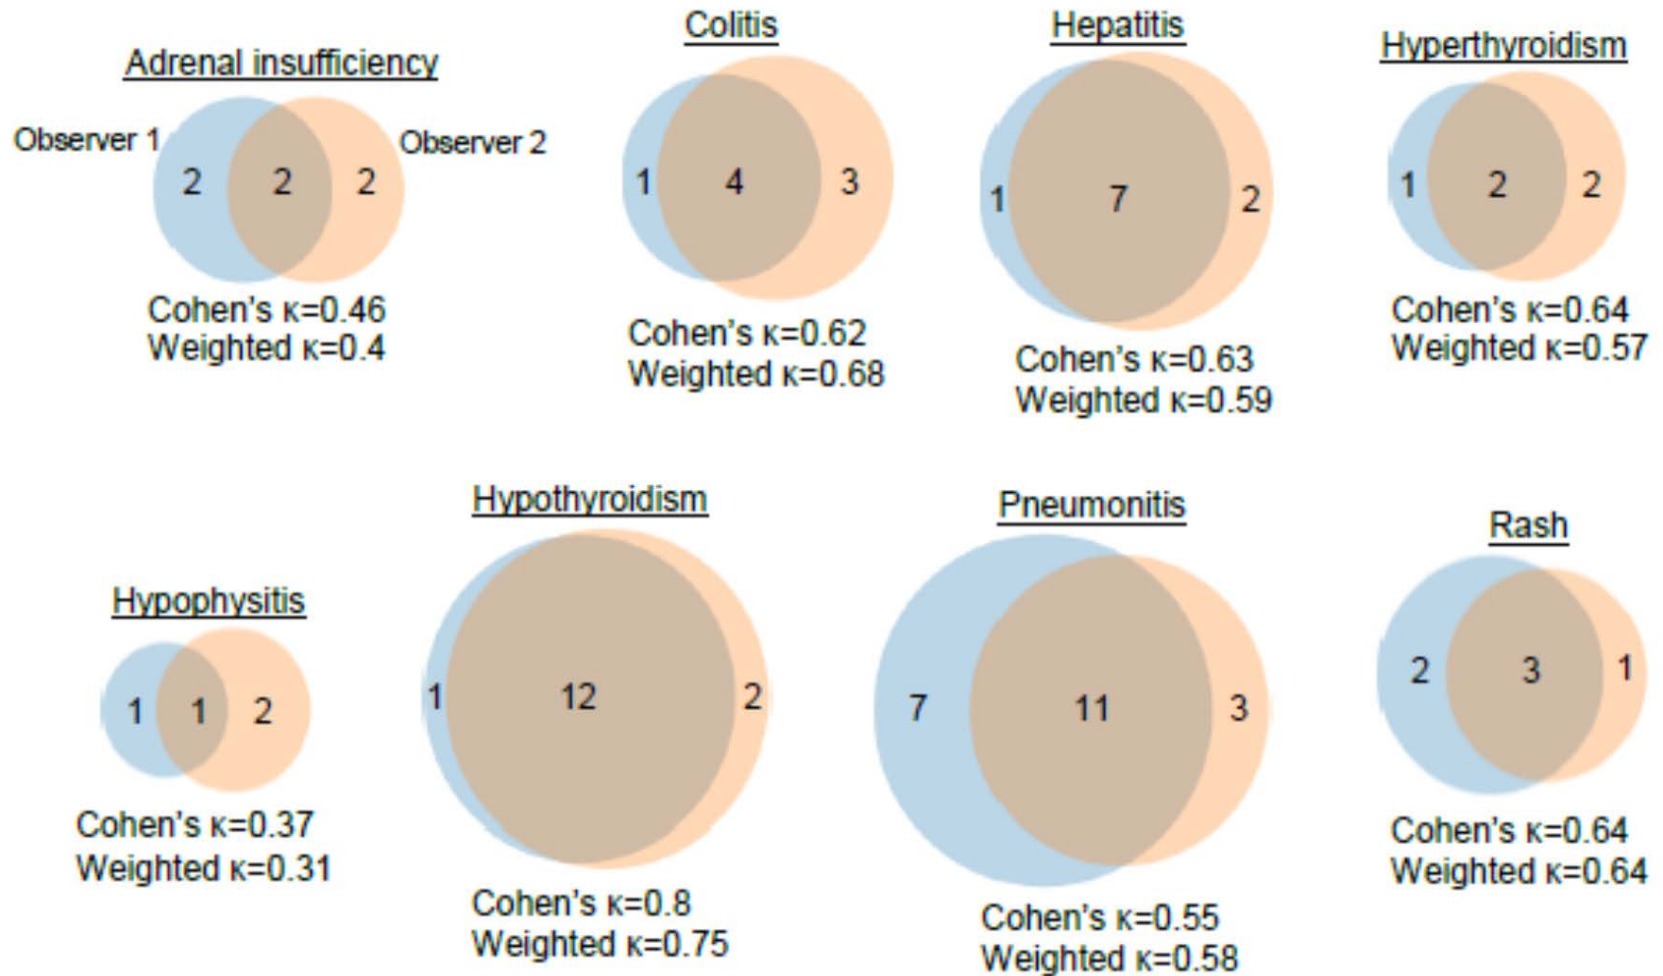 Adrenal insufficiency
Observer 1
Observer 2
2 2 2
Cohen's κ=0.46
Weighted κ=0.4
Colitis
1 4 3
Cohen's κ=0.62
Weighted κ=0.68
Hepatitis
1 7 2
Cohen's κ=0.63
Weighted κ=0.59
Hyperthyroidism
1 2 2
Cohen's κ=0.64
Weighted κ=0.57
Hypophysitis
1 1 2
Cohen's κ=0.37
Weighted κ=0.31
Hypothyroidism
1 12 2
Cohen's κ=0.8
Weighted κ=0.75
Pneumonitis
7 11 3
Cohen's κ=0.55
Weighted κ=0.58
Rash
2 3 1
Cohen's κ=0.64
Weighted κ=0.64